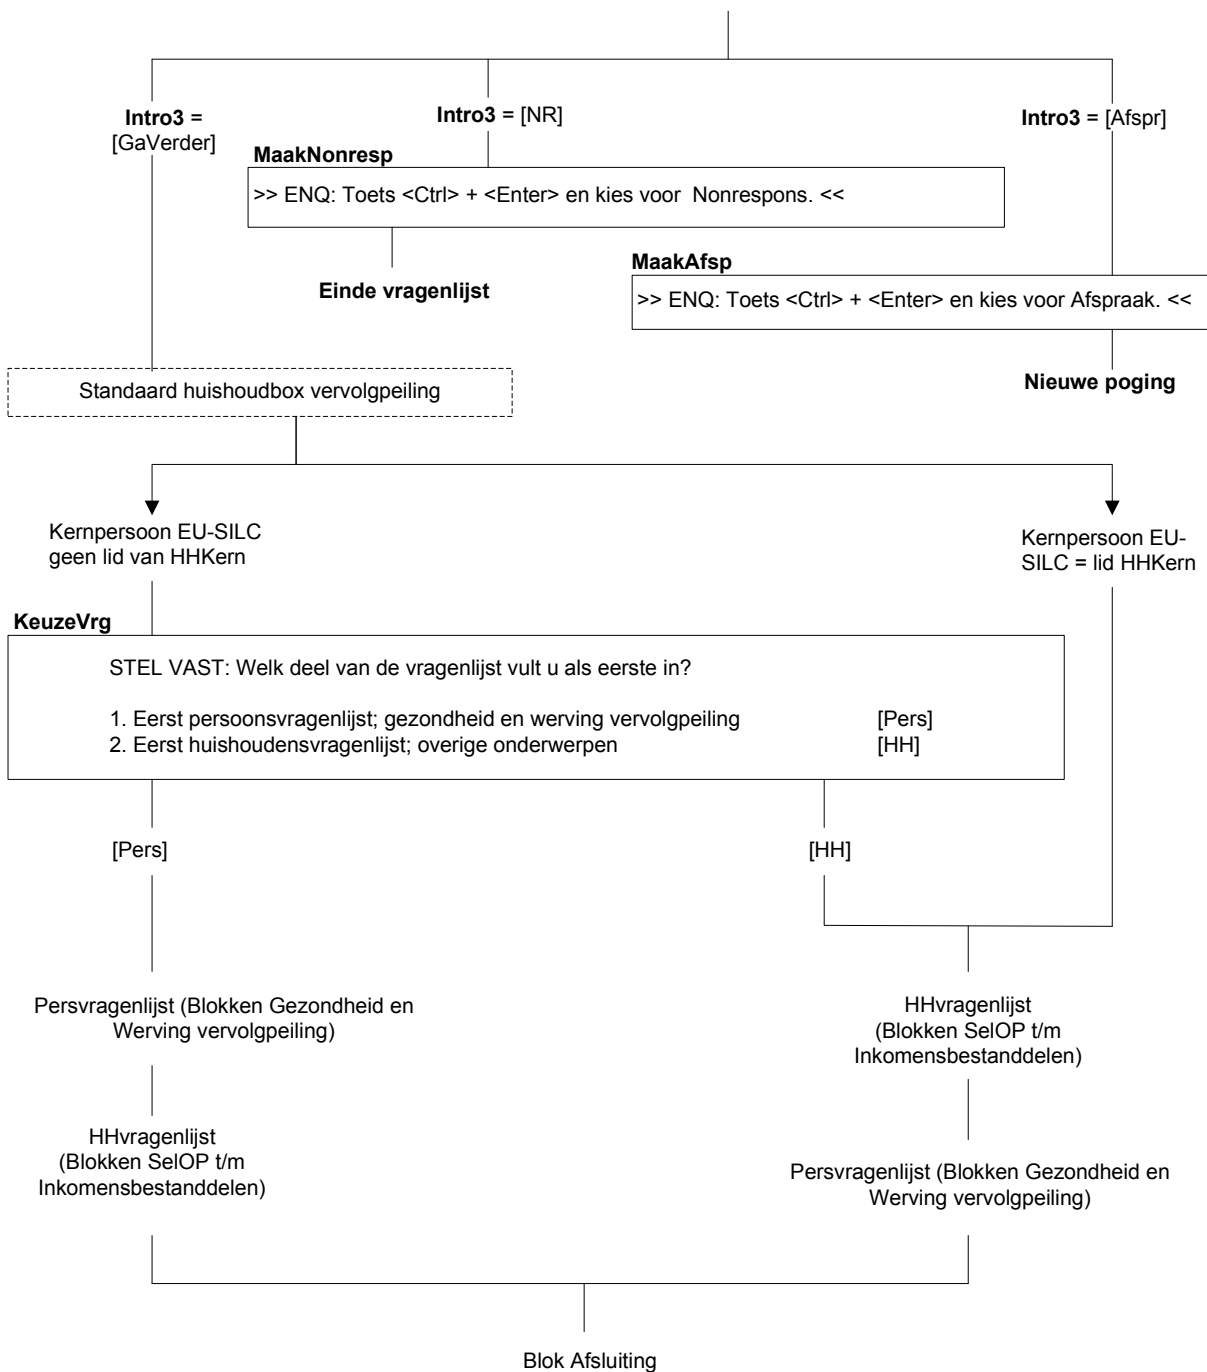 Intro3 =
[GaVerder]
Intro3 = [NR]
Intro3 = [Afspr]
MaakNonresp
>> ENQ: Toets <Ctrl> + <Enter> en kies voor  Nonrespons. <<
Einde vragenlijst
MaakAfsp
>> ENQ: Toets <Ctrl> + <Enter> en kies voor Afspraak. <<
Nieuwe poging
Standaard huishoudbox vervolgpeiling
Kernpersoon EU-SILC
geen lid van HHKern
Kernpersoon EU-
SILC = lid HHKern
KeuzeVrg
STEL VAST: Welk deel van de vragenlijst vult u als eerste in?
1. Eerst persoonsvragenlijst; gezondheid en werving vervolgpeiling [Pers]
2. Eerst huishoudensvragenlijst; overige onderwerpen [HH]
[Pers]
[HH]
Persvragenlijst (Blokken Gezondheid en
Werving vervolgpeiling)
HHvragenlijst
(Blokken SelOP t/m
Inkomensbestanddelen)
HHvragenlijst
(Blokken SelOP t/m
Inkomensbestanddelen)
Persvragenlijst (Blokken Gezondheid en
Werving vervolgpeiling)
Blok Afsluiting